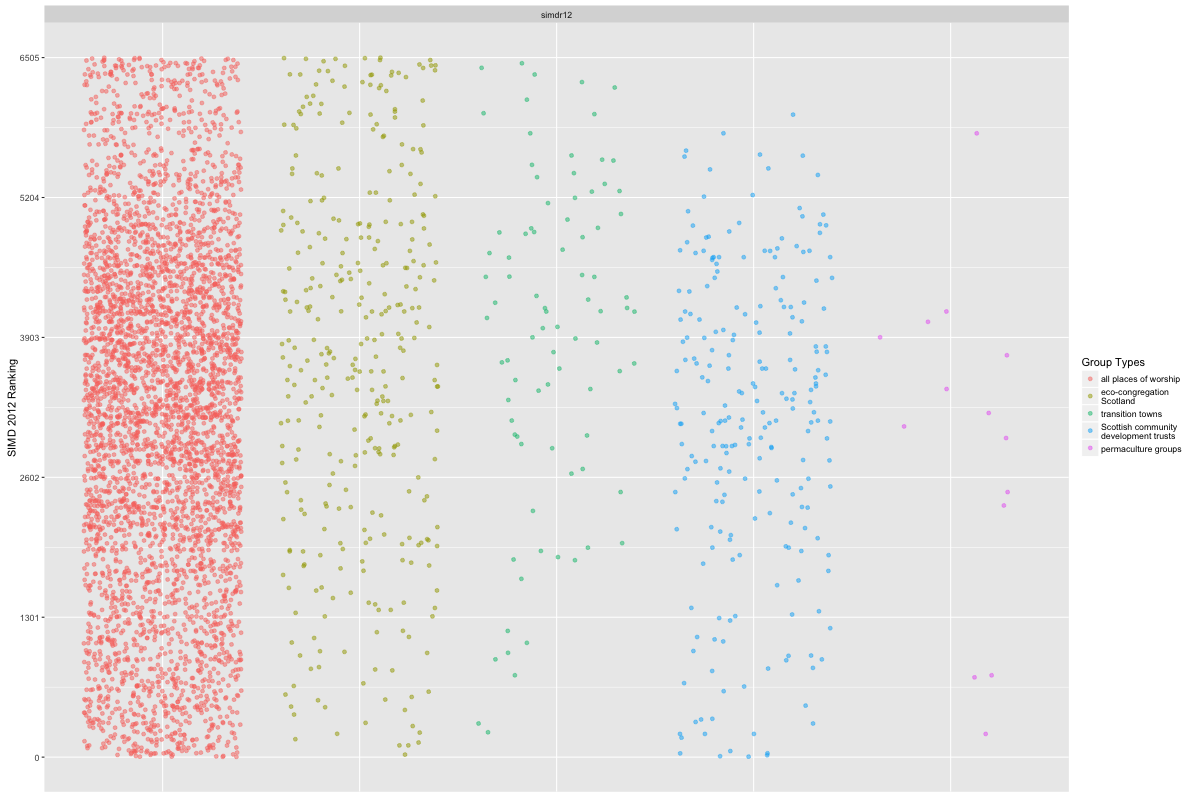 simdr12
6505
5204
3903
2602
1301
0
SIMD 2012 Ranking
Group Types
all places of worship
eco-congregation
Scotland
transition towns
Scottish community
development trusts
permaculture groups